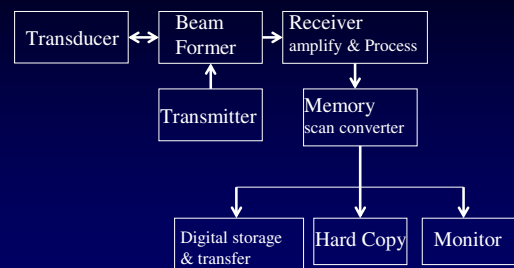 Transducer
Beam
Former
Receiver
amplify & Process
Transmitter
Memory
scan converter
Digital storage
& transfer
Hard Copy
Monitor